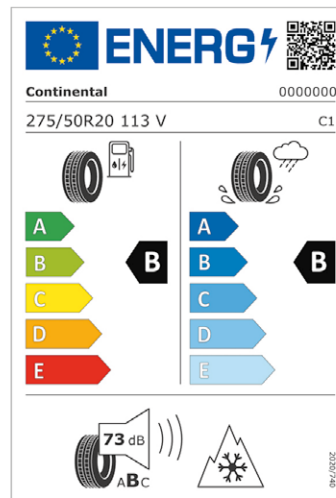 ENERG
Continental 0000000
275/50R20 113 V C1
A A
B B B B
C C
D D
E E
73 dB
ABC
2020/740